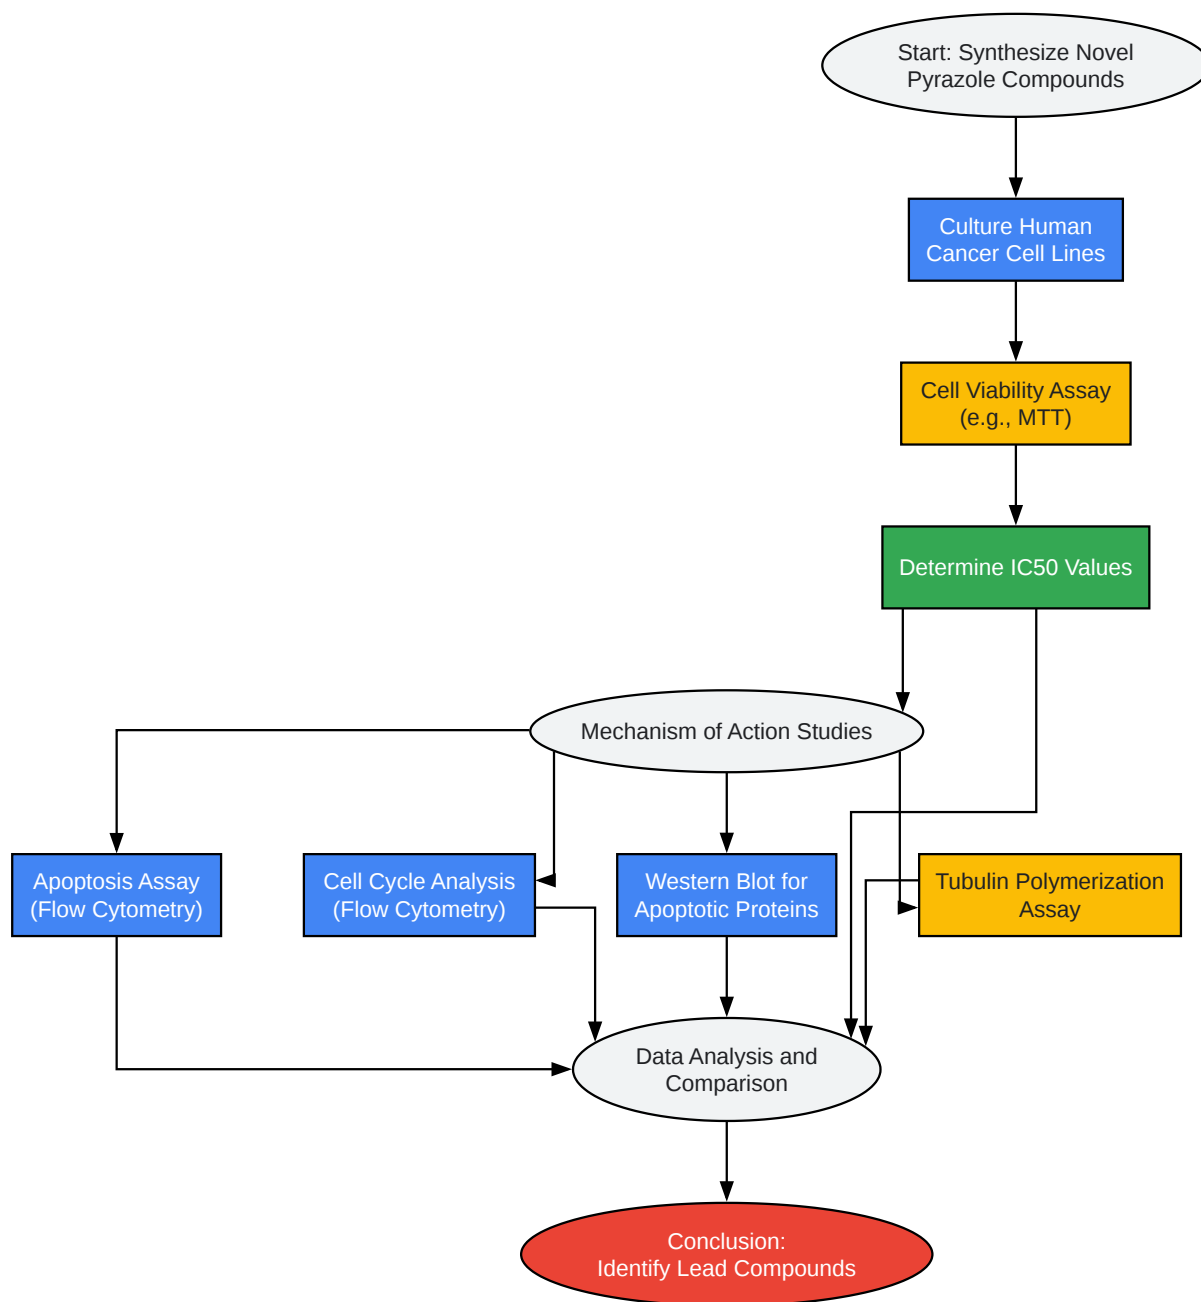 Start: Synthesize Novel
Pyrazole Compounds
Culture Human
Cancer Cell Lines
Cell Viability Assay
(e.g., MTT)
Determine IC50 Values
Mechanism of Action Studies
Apoptosis Assay
(Flow Cytometry)
Cell Cycle Analysis
(Flow Cytometry)
Western Blot for
Apoptotic Proteins
Tubulin Polymerization
Assay
Data Analysis and
Comparison
Conclusion:
Identify Lead Compounds